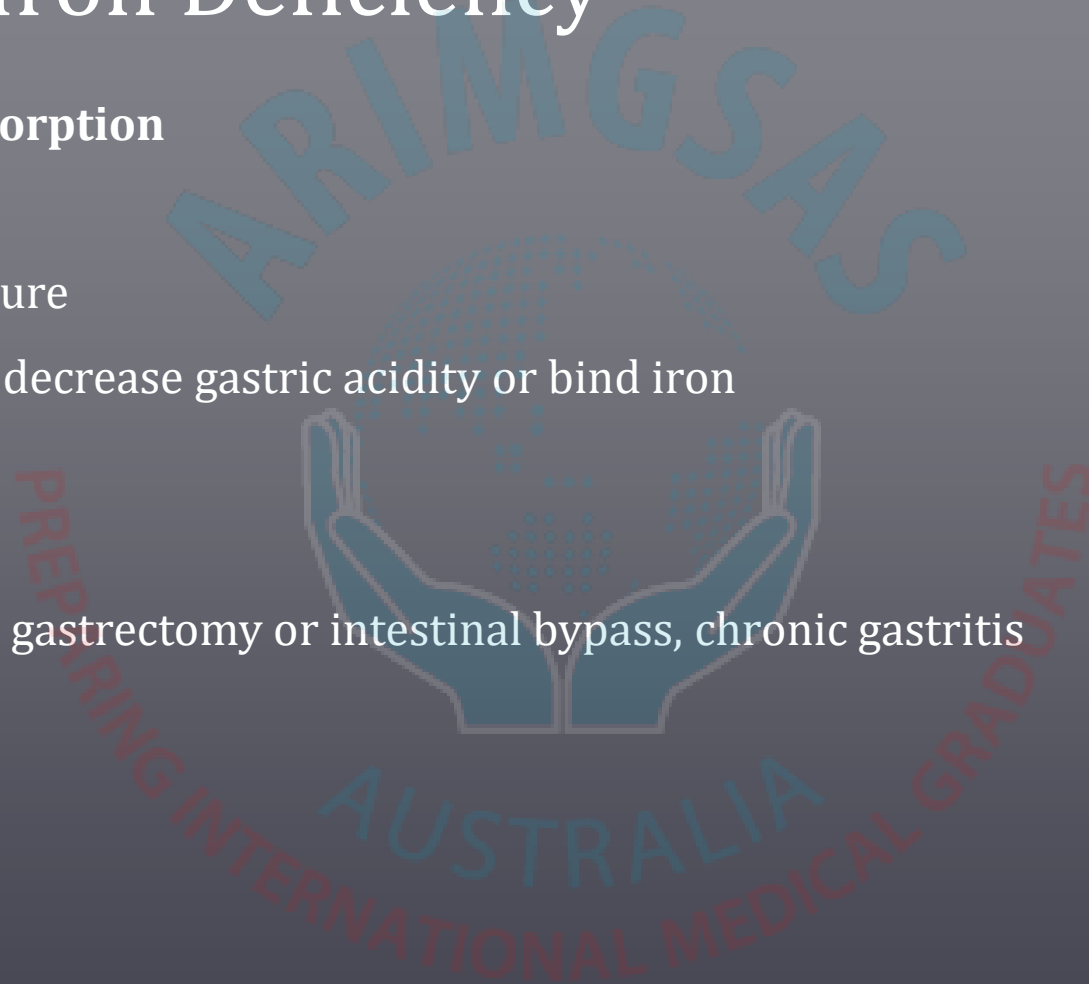 Iron Deficiency
orption
ure
decrease gastric acidity or bind iron
gastrectomy or intestinal bypass, chronic gastritis
ARIMGSAS
AUSTRALIA
PREPARING INTERNATIONAL MEDICAL GRADUATES